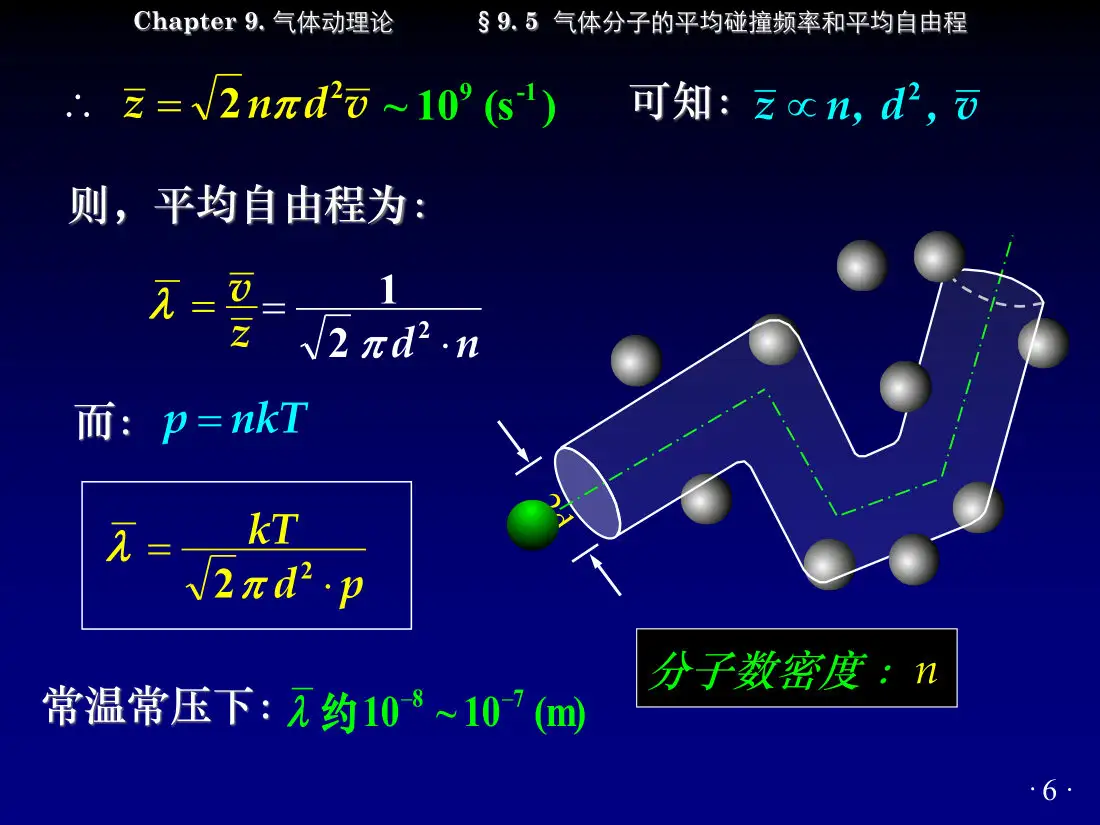 Chapter 9. 气体动理论 §9. 5 气体分子的平均碰撞频率和平均自由程
∴ z̄ = √2 nπd²v̄ ~ 10⁹ (s⁻¹) 可知: z̄ ∝ n, d², v̄
则，平均自由程为:
λ̄ = v̄/z̄ = 1/(√2 πd² · n)
而: p = nkT
2d
λ̄ = kT/(√2 πd² · p)
分子数密度: n
常温常压下: λ̄ 约 10⁻⁸ ~ 10⁻⁷ (m)
· 6 ·